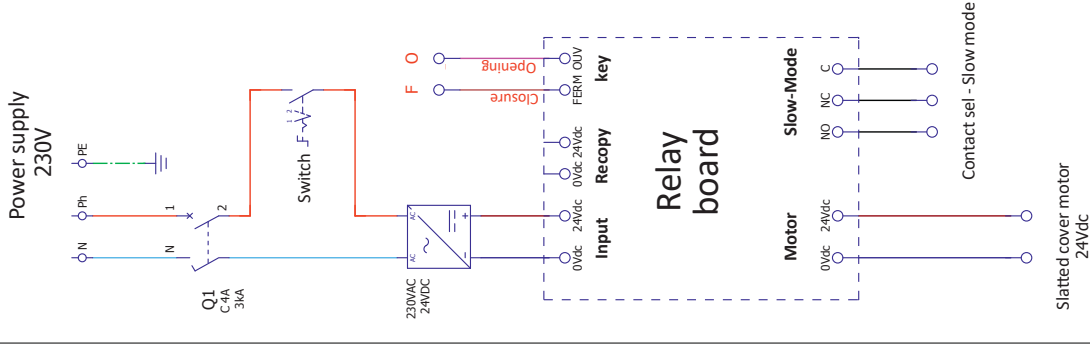 Power supply
230V
N
Ph
PE
N
1
2
Q1
C 4A
3kA
1 2
Switch
F
O
Closure
Opening
230VAC
24VDC
AC
AC
~
-
+
0Vdc
24Vdc
0Vdc
24Vdc
FERM
OUV
Input
Recopy
key
Relay
board
Motor
Slow-Mode
0Vdc
24Vdc
NO
NC
C
Contact sel - Slow mode
Slatted cover motor
24Vdc